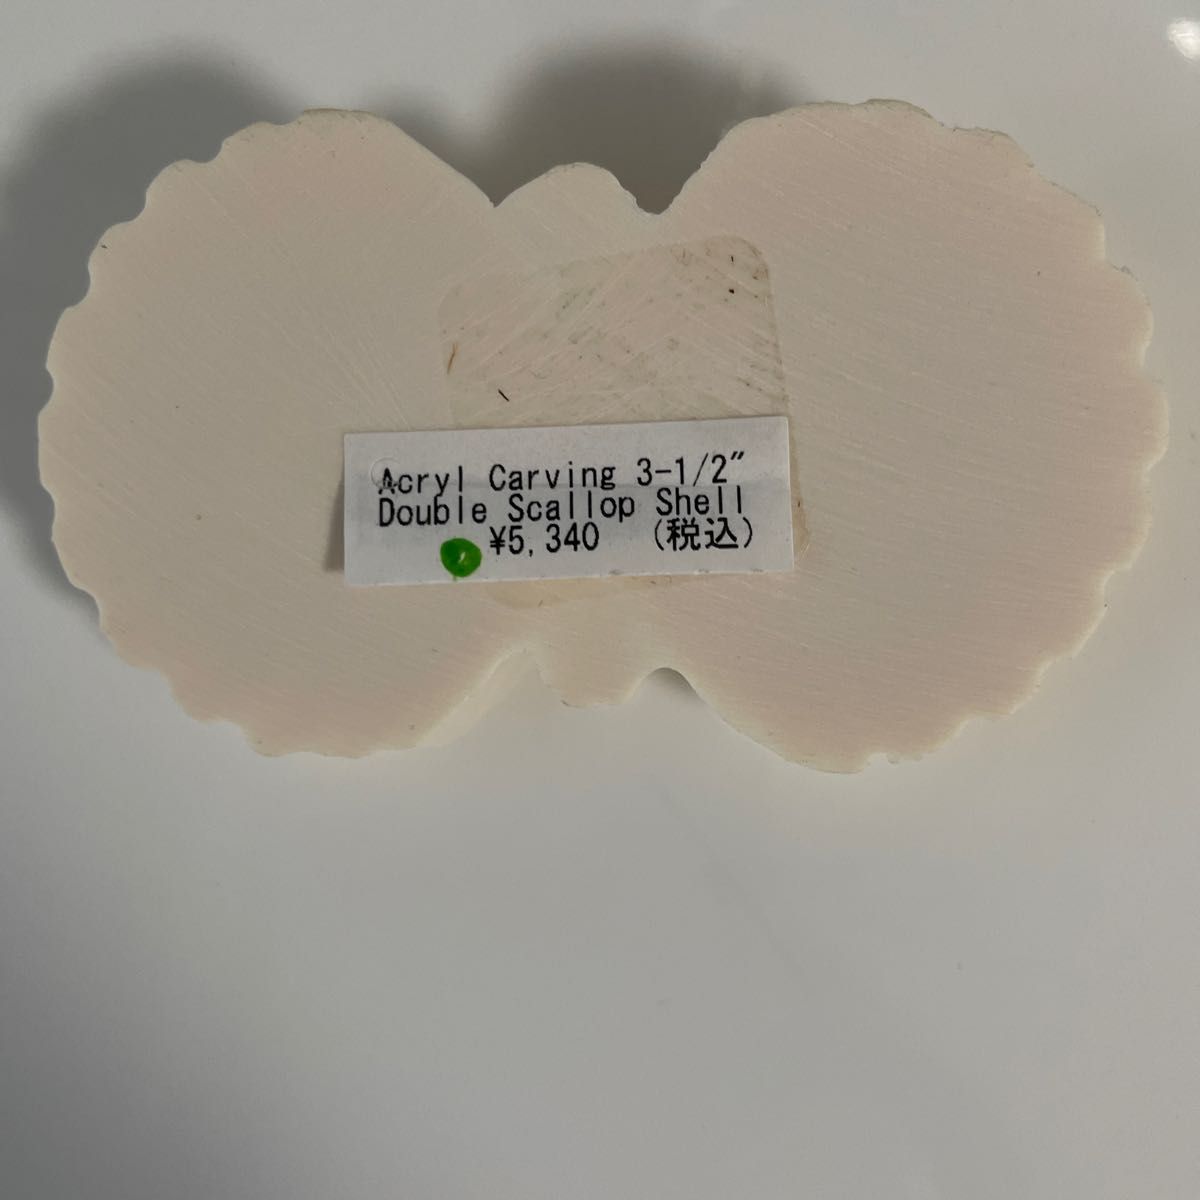 Acryl Carving 3-1/2"
Double Scallop Shell
¥5,340 (税込)